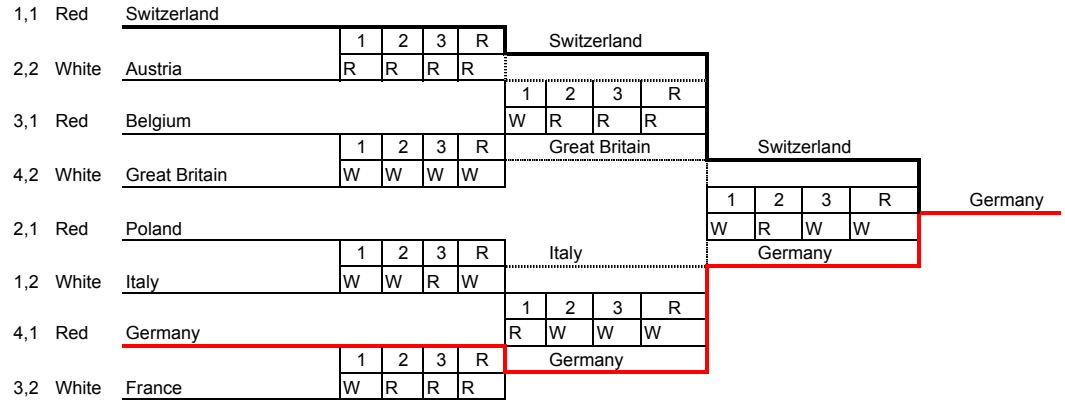 1,1 Red Switzerland
1 2 3 R Switzerland
2,2 White Austria R R R R
1 2 3 R
3,1 Red Belgium W R R R
1 2 3 R Great Britain Switzerland
4,2 White Great Britain W W W W
1 2 3 R Germany
2,1 Red Poland W R W W
1 2 3 R Italy Germany
1,2 White Italy W W R W
1 2 3 R
4,1 Red Germany R W W W
1 2 3 R Germany
3,2 White France W R R R